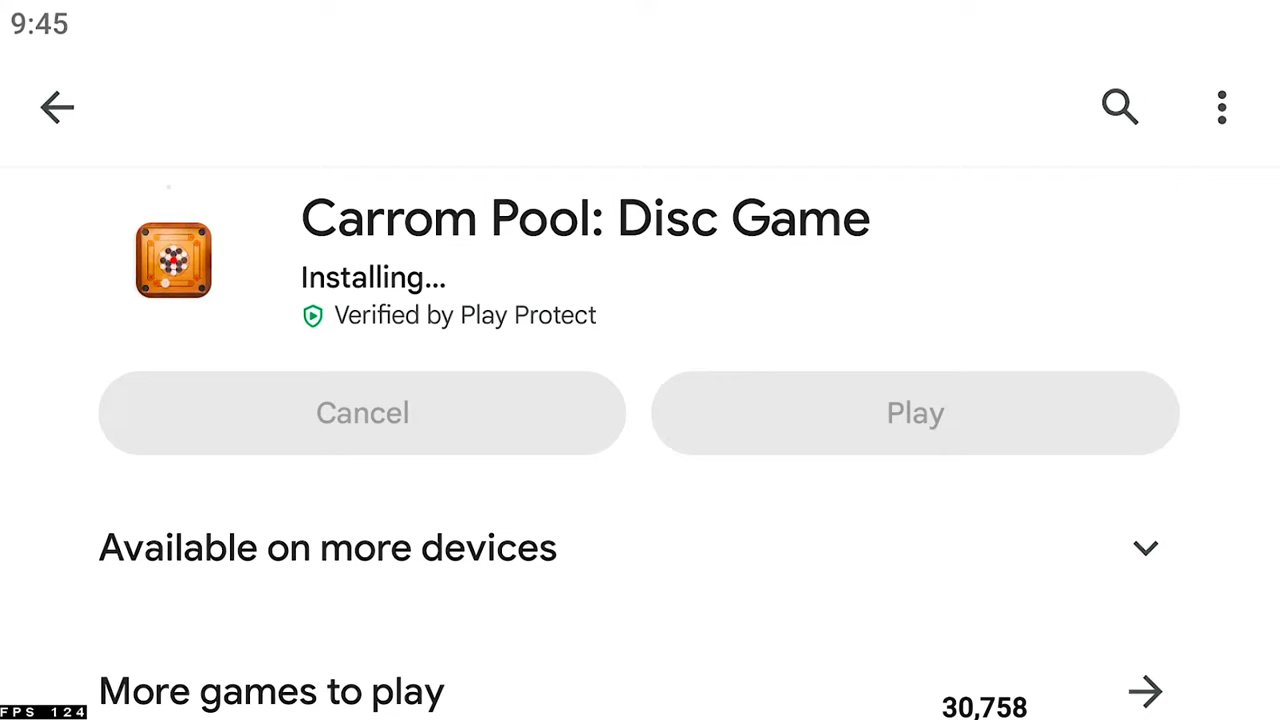 9:45
Carrom Pool: Disc Game
Installing...
Verified by Play Protect
Cancel
Play
Available on more devices
More games to play
30,758
FPS 124